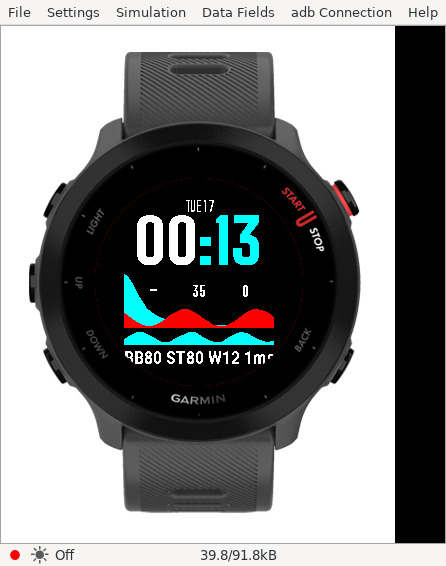 File Settings Simulation Data Fields adb Connection Help
TUE17
00:13
START STOP
LIGHT
- 35 0
UP
DOWN
BACK
BB80 ST80 W12
GARMIN
Off 39.8/91.8kB